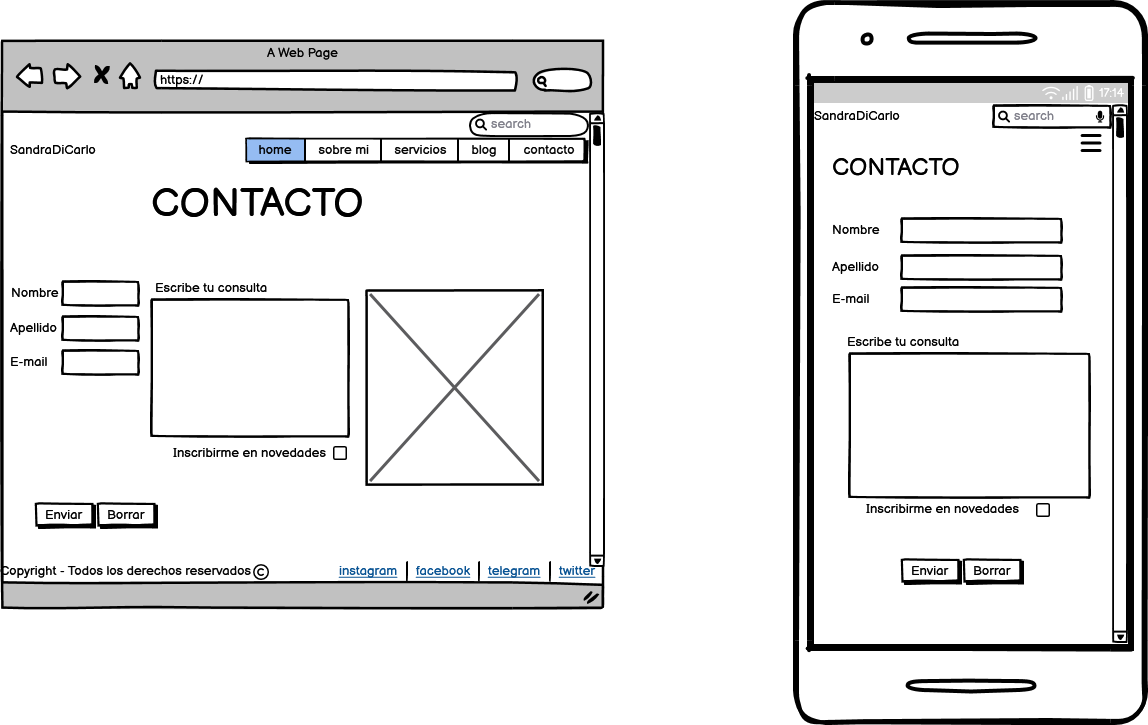 A Web Page
https://
search
SandraDiCarlo
home
sobre mi
servicios
blog
contacto
CONTACTO
Nombre
Apellido
E-mail
Escribe tu consulta
Inscribirme en novedades
Enviar
Borrar
Copyright - Todos los derechos reservados ©
instagram
facebook
telegram
twitter
17:14
SandraDiCarlo
search
CONTACTO
Nombre
Apellido
E-mail
Escribe tu consulta
Inscribirme en novedades
Enviar
Borrar